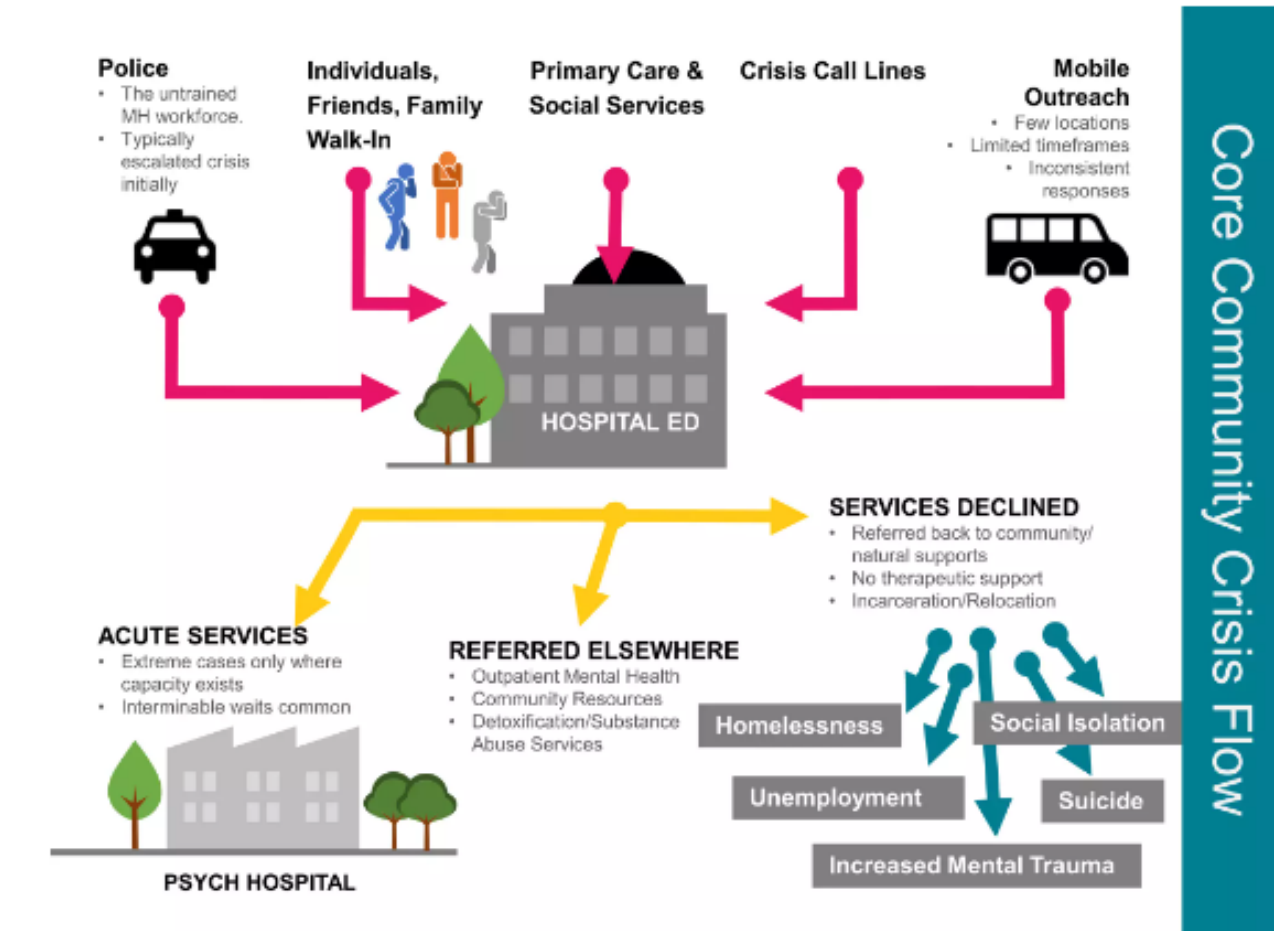 Police
• The untrained
MH workforce.
• Typically
escalated crisis
initially
Individuals,
Friends, Family
Walk-In
Primary Care &
Social Services
Crisis Call Lines
Mobile
Outreach
• Few locations
• Limited timeframes
• Inconsistent
responses
HOSPITAL ED
SERVICES DECLINED
• Referred back to community/
natural supports
• No therapeutic support
• Incarceration/Relocation
ACUTE SERVICES
• Extreme cases only where
capacity exists
• Interminable waits common
PSYCH HOSPITAL
REFERRED ELSEWHERE
• Outpatient Mental Health
• Community Resources
• Detoxification/Substance
Abuse Services
Homelessness
Social Isolation
Unemployment
Suicide
Increased Mental Trauma
Core Community Crisis Flow